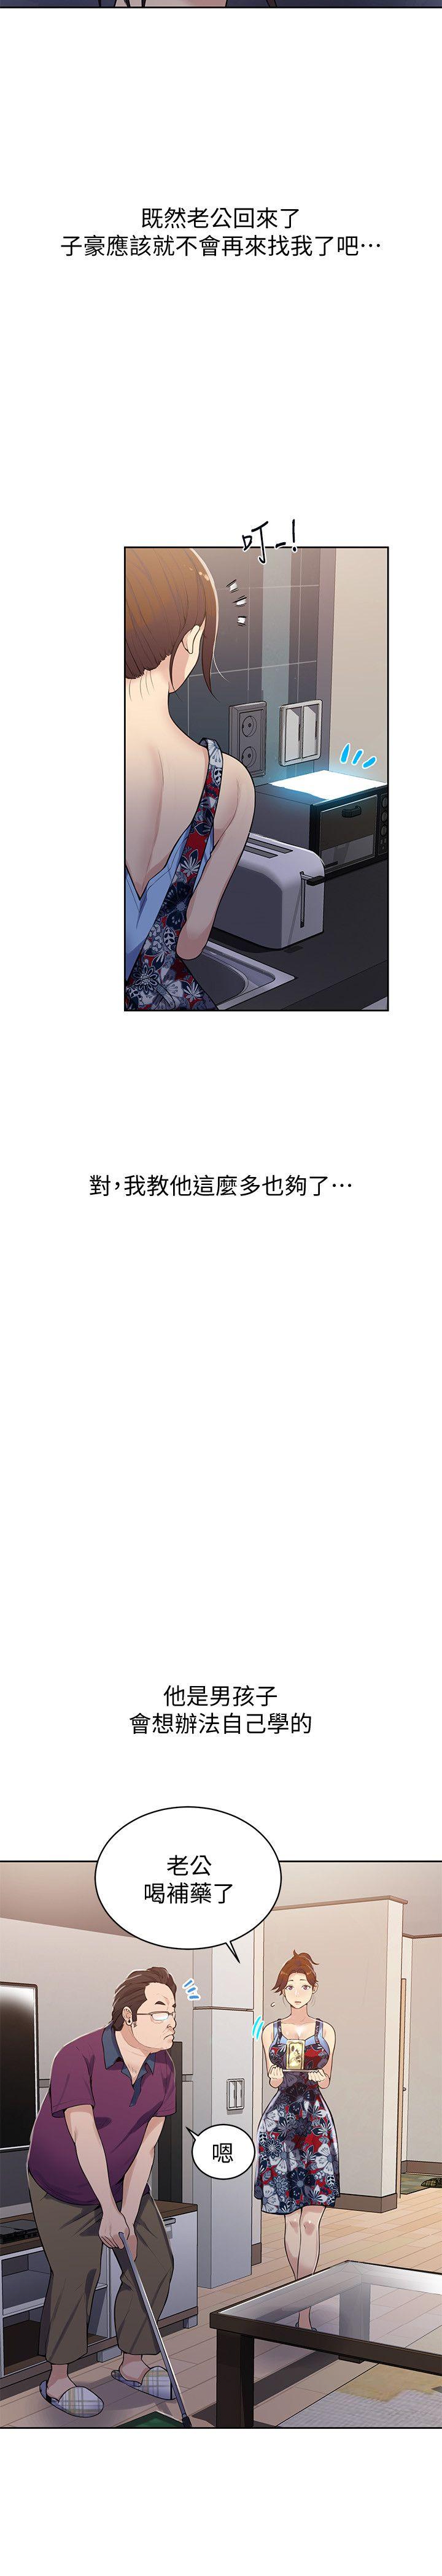 既然老公回來了
子豪應該就不會再來找我了吧…
叮-!
對,我教他這麼多也夠了…
他是男孩子
會想辦法自己學的
老公
喝補藥了
嗯